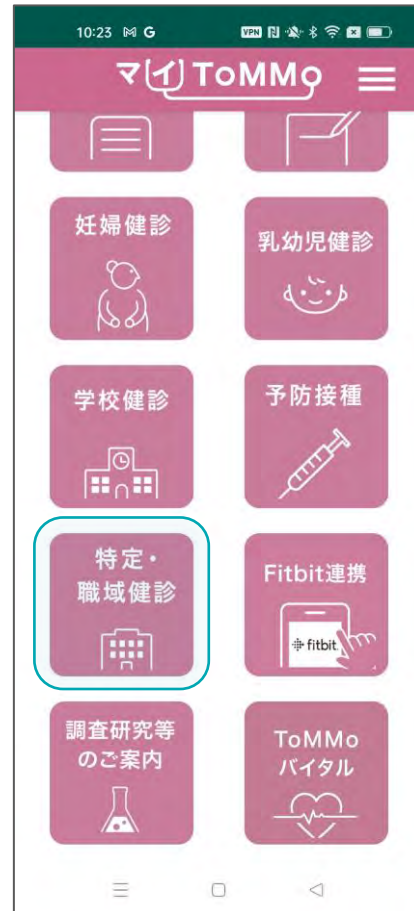 10:23 M G VPN
マイToMMo
妊婦健診
乳幼児健診
学校健診
予防接種
特定・
職域健診
Fitbit連携
fitbit
調査研究等
のご案内
ToMMo
バイタル